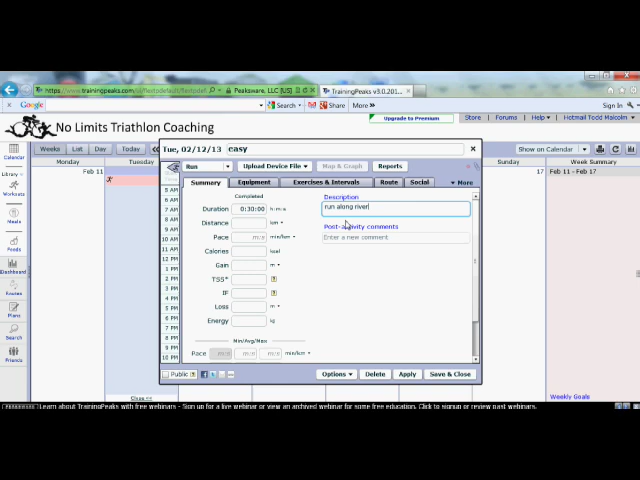 https://www.trainingpeaks.com/ui/flextpdefault/flextpdef
Peaksware, LLC [US]
TrainingPeaks v3.0.201...
x Google
Search
Share
More »
Sign In
Upgrade to Premium
Store | Forums | Help | Hotmail Todd Malcolm
No Limits Triathlon Coaching
Calendar
Library
Workouts
Meals
Foods
Dashboard
Routes
Plans
Search
Friends
Weeks
List
Today
Show on Calendar
Monday
Tuesday
Sunday
Week Summary
Feb 11
17
Feb 11 - Feb 17
Tue, 02/12/13
easy
Run
Upload Device File
Map & Graph
Reports
Summary
Equipment
Exercises & Intervals
Route
Social
More
5 AM
6 AM
7 AM
8 AM
9 AM
10 AM
11 AM
12 PM
1 PM
2 PM
3 PM
4 PM
5 PM
6 PM
7 PM
8 PM
9 PM
10 PM
Completed
Duration 0:30:00 h:m:s
Distance km
Pace m/s min/km
Calories kcal
Gain m
TSS* ?
IF ?
Loss m
Energy kJ
Min/Avg/Max
Pace m/s m/s m/s min/km
Description
run along river
Post-activity comments
Enter a new comment
Public ?
Options
Delete
Apply
Save & Close
Close <<
Weekly Goals
Learn about TrainingPeaks with free webinars - Sign up for a live webinar or view an archived webinar for some free education. Click to signup or review past webinars.